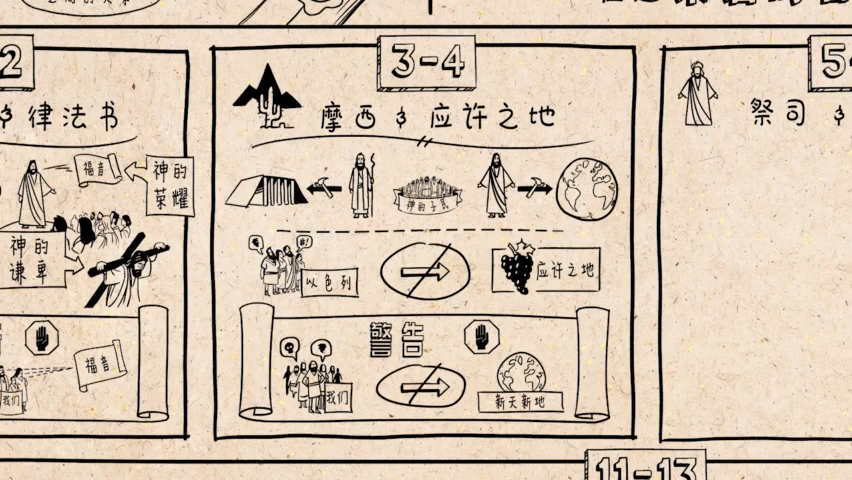 2
& 律法书
福音
神的
荣耀
神的
谦卑
福音
我们
3-4
摩西 & 应许之地
神的子民
以色列
应许之地
警告
我们
新天新地
5-
祭司 &
11-13